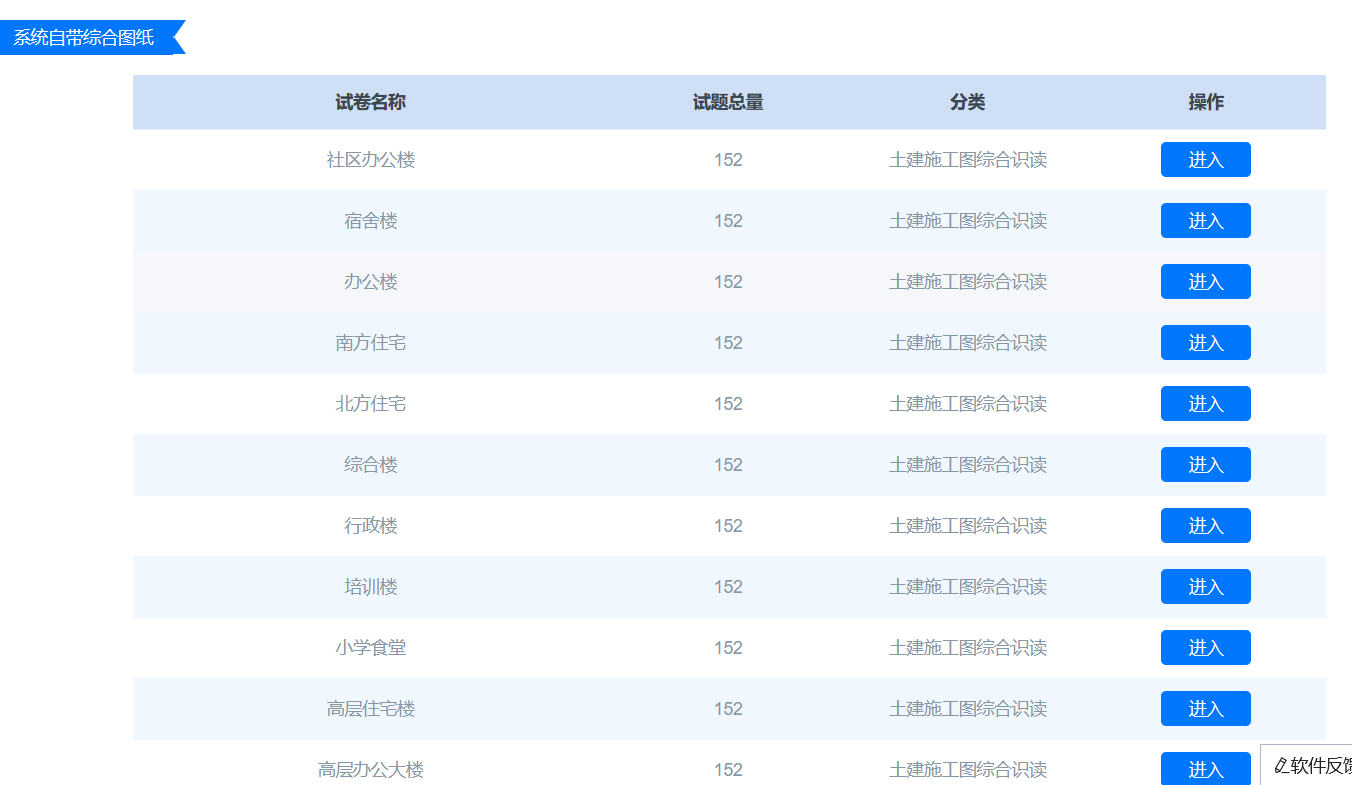 系统自带综合图纸
试卷名称 试题总量 分类 操作
社区办公楼 152 土建施工图综合识读 进入
宿舍楼 152 土建施工图综合识读 进入
办公楼 152 土建施工图综合识读 进入
南方住宅 152 土建施工图综合识读 进入
北方住宅 152 土建施工图综合识读 进入
综合楼 152 土建施工图综合识读 进入
行政楼 152 土建施工图综合识读 进入
培训楼 152 土建施工图综合识读 进入
小学食堂 152 土建施工图综合识读 进入
高层住宅楼 152 土建施工图综合识读 进入
高层办公大楼 152 土建施工图综合识读 进入
软件反馈